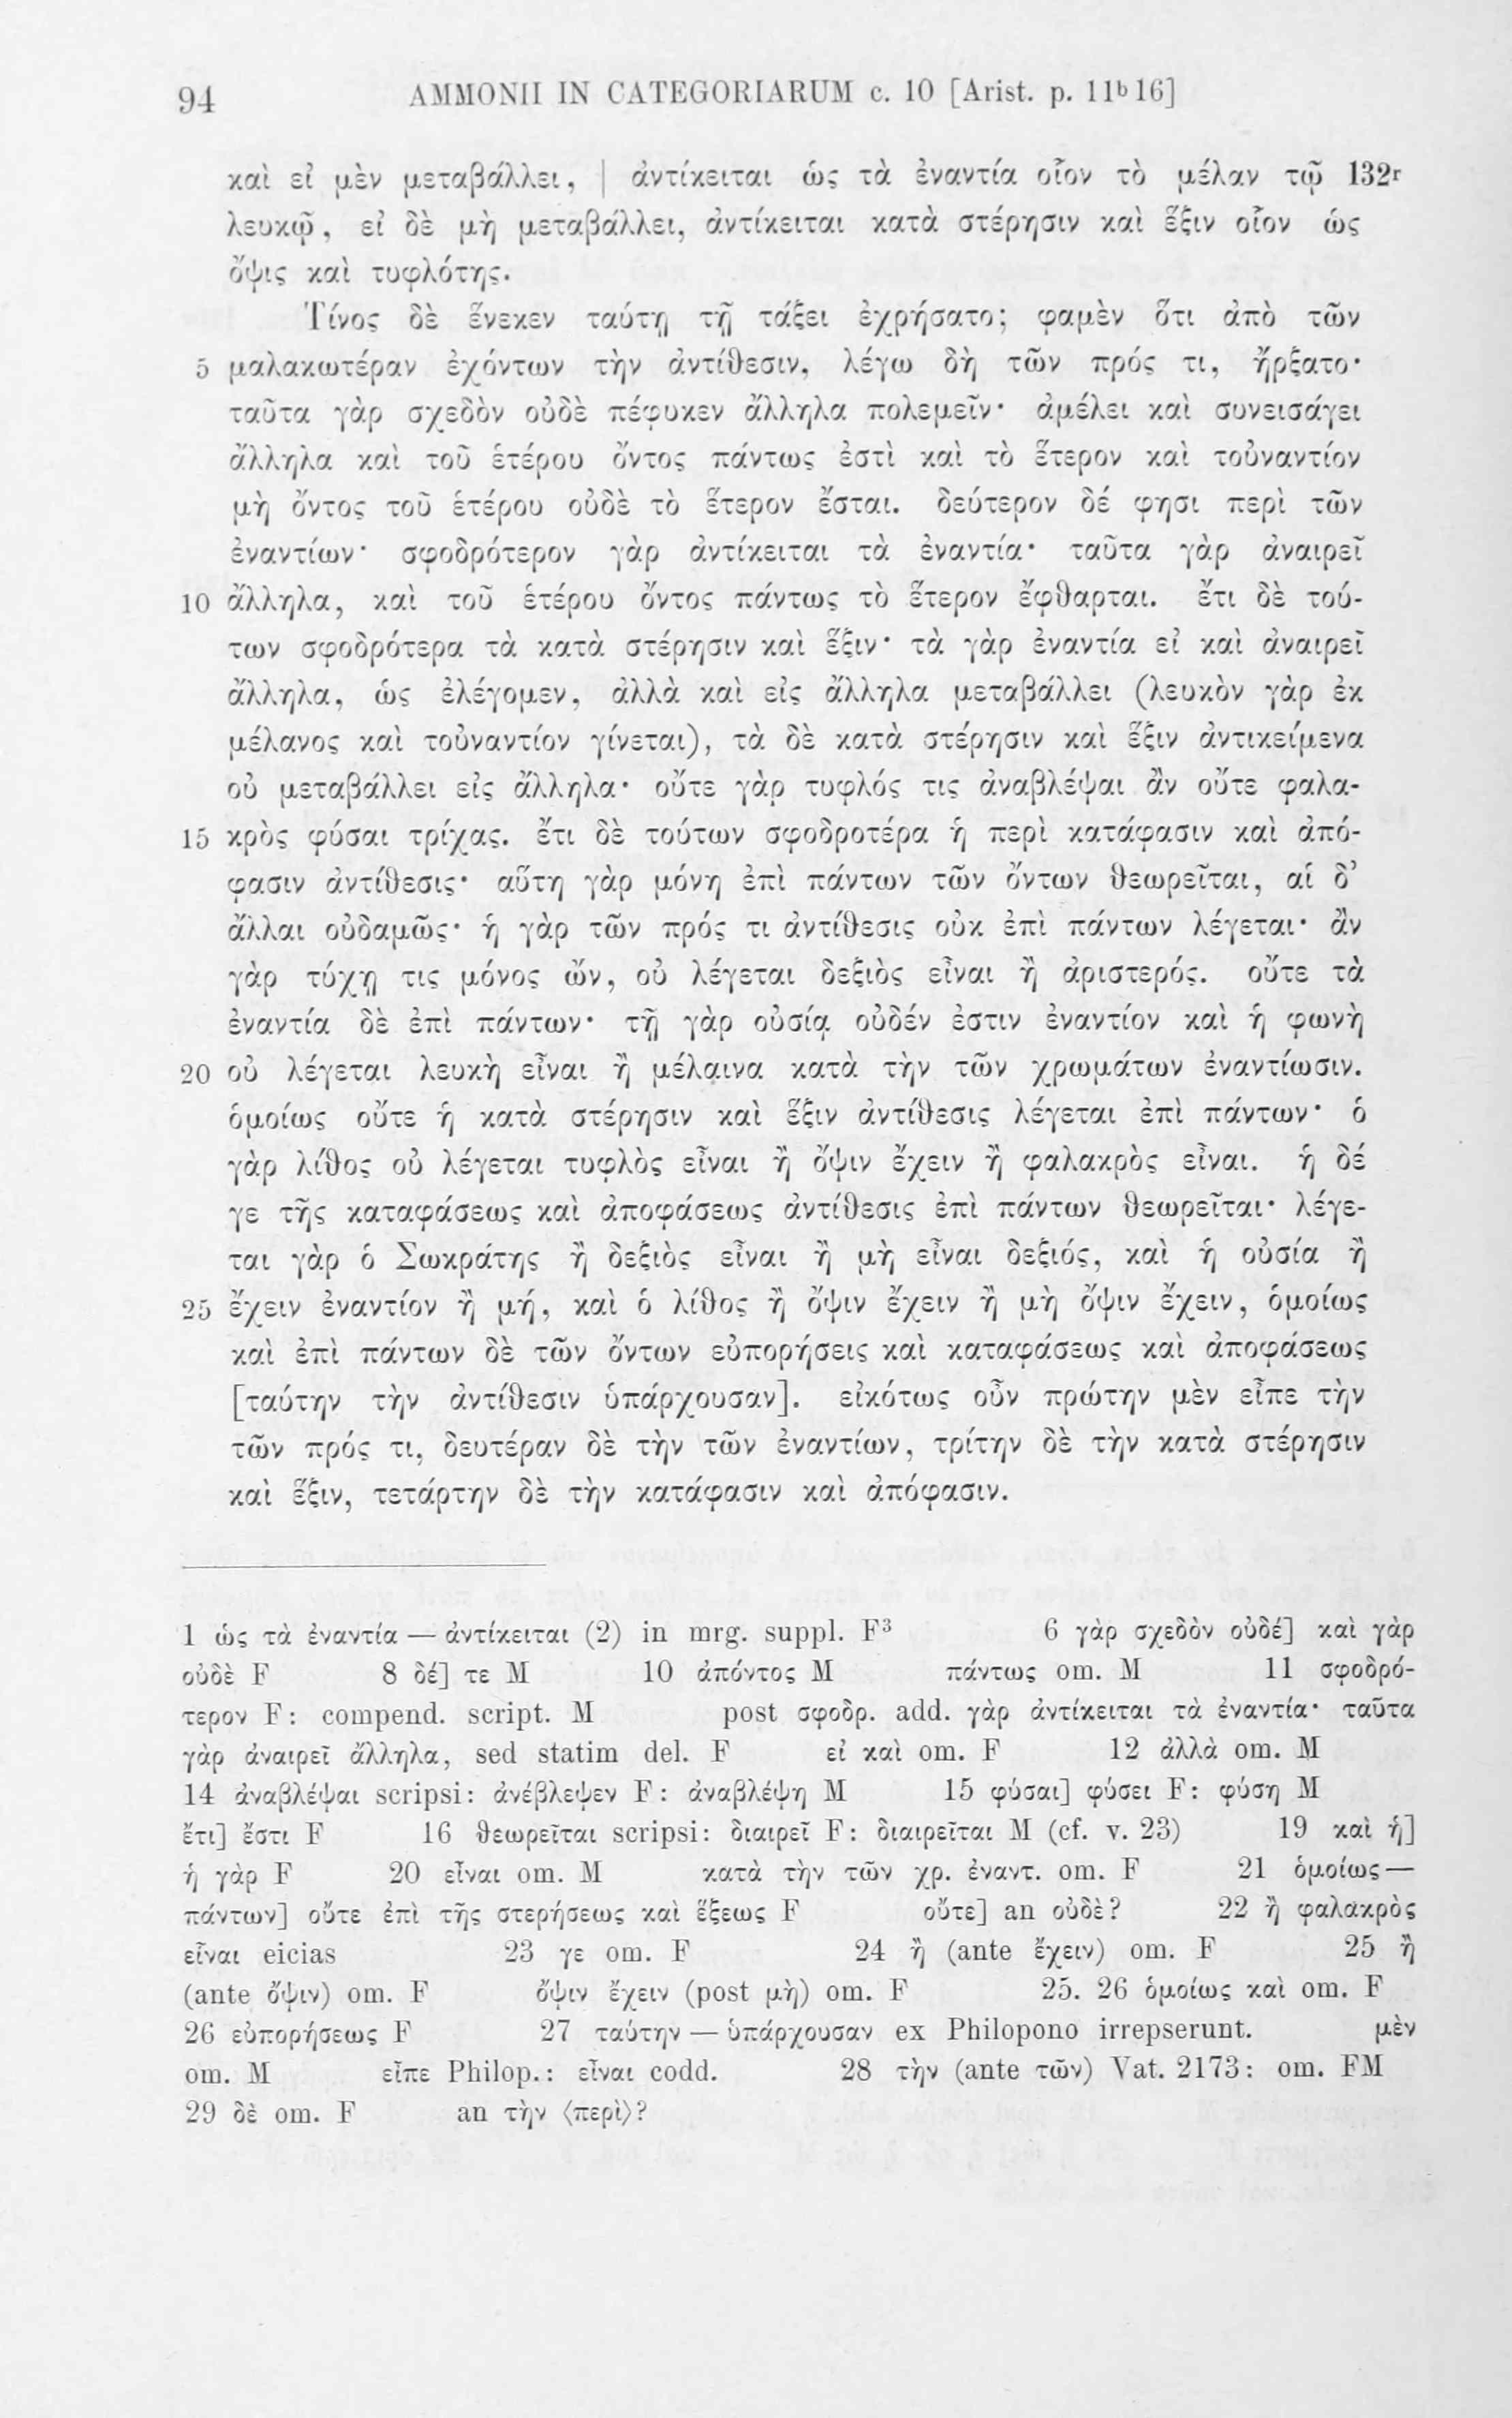 94 AMMONII IN CATEGORIARUM c. 10 [Arist. p. 11ᵇ16]
καὶ εἰ μὲν μεταβάλλει, | ἀντίκειται ὡς τὰ ἐναντία οἷον τὸ μέλαν τῷ 132ʳ
λευκῷ, εἰ δὲ μὴ μεταβάλλει, ἀντίκειται κατὰ στέρησιν καὶ ἕξιν οἷον ὡς
ὄψις καὶ τυφλότης.
Τίνος δὲ ἕνεκεν ταύτῃ τῇ τάξει ἐχρήσατο; φαμὲν ὅτι ἀπὸ τῶν
5 μαλακωτέραν ἐχόντων τὴν ἀντίθεσιν, λέγω δὴ τῶν πρός τι, ἤρξατο·
ταῦτα γὰρ σχεδὸν οὐδὲ πέφυκεν ἄλληλα πολεμεῖν· ἀμέλει καὶ συνεισάγει
ἄλληλα καὶ τοῦ ἑτέρου ὄντος πάντως ἐστὶ καὶ τὸ ἕτερον καὶ τοὐναντίον
μὴ ὄντος τοῦ ἑτέρου οὐδὲ τὸ ἕτερον ἔσται. δεύτερον δέ φησι περὶ τῶν
ἐναντίων· σφοδρότερον γὰρ ἀντίκειται τὰ ἐναντία· ταῦτα γὰρ ἀναιρεῖ
10 ἄλληλα, καὶ τοῦ ἑτέρου ὄντος πάντως τὸ ἕτερον ἔφθαρται. ἔτι δὲ τού-
των σφοδρότερα τὰ κατὰ στέρησιν καὶ ἕξιν· τὰ γὰρ ἐναντία εἰ καὶ ἀναιρεῖ
ἄλληλα, ὡς ἐλέγομεν, ἀλλὰ καὶ εἰς ἄλληλα μεταβάλλει (λευκὸν γὰρ ἐκ
μέλανος καὶ τοὐναντίον γίνεται), τὰ δὲ κατὰ στέρησιν καὶ ἕξιν ἀντικείμενα
οὐ μεταβάλλει εἰς ἄλληλα· οὔτε γὰρ τυφλός τις ἀναβλέψαι ἂν οὔτε φαλα-
15 κρὸς φύσαι τρίχας. ἔτι δὲ τούτων σφοδροτέρα ἡ περὶ κατάφασιν καὶ ἀπό-
φασιν ἀντίθεσις· αὕτη γὰρ μόνη ἐπὶ πάντων τῶν ὄντων θεωρεῖται, αἱ δ’
ἄλλαι οὐδαμῶς· ἡ γὰρ τῶν πρός τι ἀντίθεσις οὐκ ἐπὶ πάντων λέγεται· ἂν
γὰρ τύχῃ τις μόνος ὤν, οὐ λέγεται δεξιὸς εἶναι ἢ ἀριστερός. οὔτε τὰ
ἐναντία δὲ ἐπὶ πάντων· τῇ γὰρ οὐσίᾳ οὐδέν ἐστιν ἐναντίον καὶ ἡ φωνὴ
20 οὐ λέγεται λευκὴ εἶναι ἢ μέλαινα κατὰ τὴν τῶν χρωμάτων ἐναντίωσιν.
ὁμοίως οὔτε ἡ κατὰ στέρησιν καὶ ἕξιν ἀντίθεσις λέγεται ἐπὶ πάντων· ὁ
γὰρ λίθος οὐ λέγεται τυφλὸς εἶναι ἢ ὄψιν ἔχειν ἢ φαλακρὸς εἶναι. ἡ δέ
γε τῆς καταφάσεως καὶ ἀποφάσεως ἀντίθεσις ἐπὶ πάντων θεωρεῖται· λέγε-
ται γὰρ ὁ Σωκράτης ἢ δεξιὸς εἶναι ἢ μὴ εἶναι δεξιός, καὶ ἡ οὐσία ἢ
25 ἔχειν ἐναντίον ἢ μή, καὶ ὁ λίθος ἢ ὄψιν ἔχειν ἢ μὴ ὄψιν ἔχειν, ὁμοίως
καὶ ἐπὶ πάντων δὲ τῶν ὄντων εὐπορήσεις καὶ καταφάσεως καὶ ἀποφάσεως
[ταύτην τὴν ἀντίθεσιν ὑπάρχουσαν]. εἰκότως οὖν πρώτην μὲν εἶπε τὴν
τῶν πρός τι, δευτέραν δὲ τὴν τῶν ἐναντίων, τρίτην δὲ τὴν κατὰ στέρησιν
καὶ ἕξιν, τετάρτην δὲ τὴν κατάφασιν καὶ ἀπόφασιν.
1 ὡς τὰ ἐναντία — ἀντίκειται (2) in mrg. suppl. F³ 6 γὰρ σχεδὸν οὐδέ] καὶ γὰρ
οὐδὲ F 8 δέ] τε M 10 ἀπόντος M πάντως om. M 11 σφοδρό-
τερον F: compend. script. M post σφοδρ. add. γὰρ ἀντίκειται τὰ ἐναντία· ταῦτα
γὰρ ἀναιρεῖ ἄλληλα, sed statim del. F εἰ καὶ om. F 12 ἀλλὰ om. M
14 ἀναβλέψαι scripsi: ἀνέβλεψεν F: ἀναβλέψῃ M 15 φύσαι] φύσει F: φύσῃ M
ἔτι] ἔστι F 16 θεωρεῖται scripsi: διαιρεῖ F: διαιρεῖται M (cf. v. 23) 19 καὶ ἡ]
ἡ γὰρ F 20 εἶναι om. M κατὰ τὴν τῶν χρ. ἐναντ. om. F 21 ὁμοίως —
πάντων] οὔτε ἐπὶ τῆς στερήσεως καὶ ἕξεως F οὔτε] an οὐδὲ? 22 ἢ φαλακρὸς
εἶναι eicias 23 γε om. F 24 ἢ (ante ἔχειν) om. F 25 ἢ
(ante ὄψιν) om. F ὄψιν ἔχειν (post μὴ) om. F 25. 26 ὁμοίως καὶ om. F
26 εὐπορήσεως F 27 ταύτην — ὑπάρχουσαν ex Philopono irrepserunt. μὲν
om. M εἶπε Philop.: εἶναι codd. 28 τὴν (ante τῶν) Vat. 2173: om. FM
29 δὲ om. F an τὴν ⟨περὶ⟩?